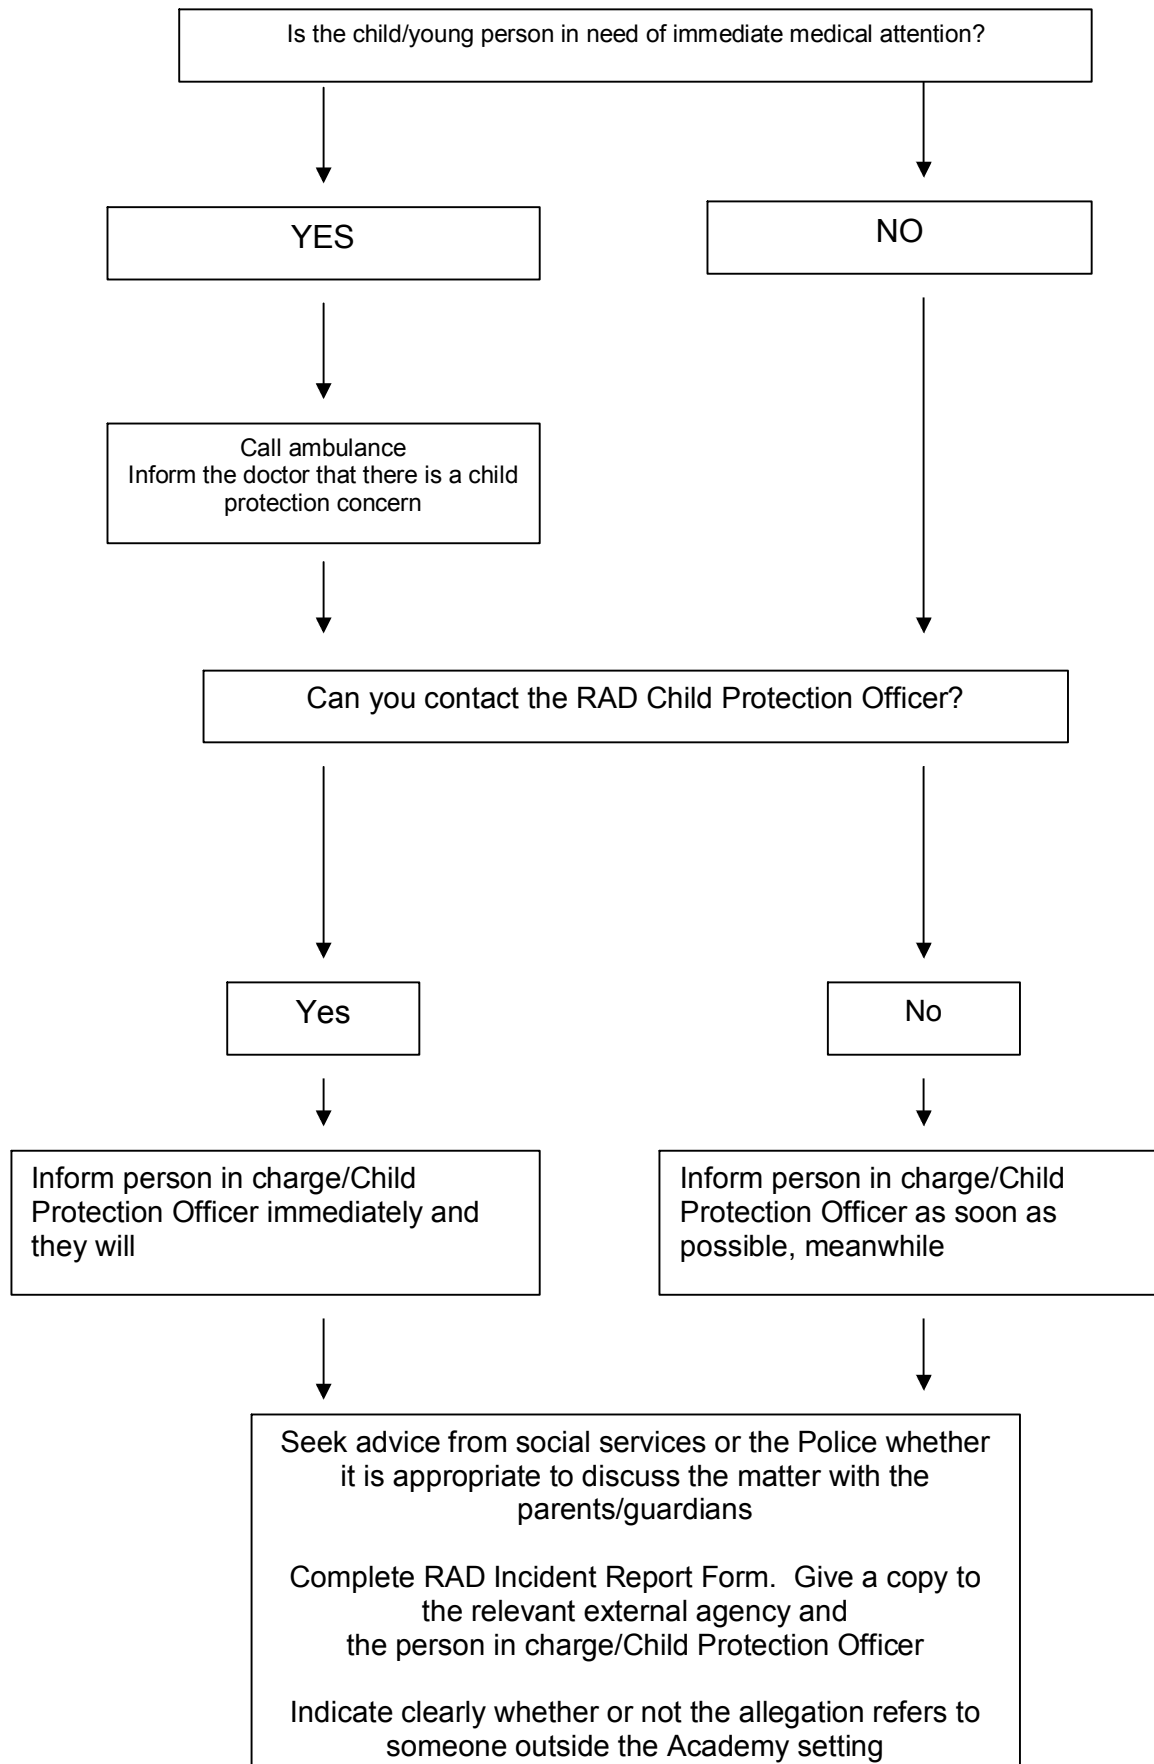 Is the child/young person in need of immediate medical attention?
YES
NO
Call ambulance
Inform the doctor that there is a child
protection concern
Can you contact the RAD Child Protection Officer?
Yes
No
Inform person in charge/Child
Protection Officer immediately and
they will
Inform person in charge/Child
Protection Officer as soon as
possible, meanwhile
Seek advice from social services or the Police whether
it is appropriate to discuss the matter with the
parents/guardians
Complete RAD Incident Report Form.  Give a copy to
the relevant external agency and
the person in charge/Child Protection Officer
Indicate clearly whether or not the allegation refers to
someone outside the Academy setting